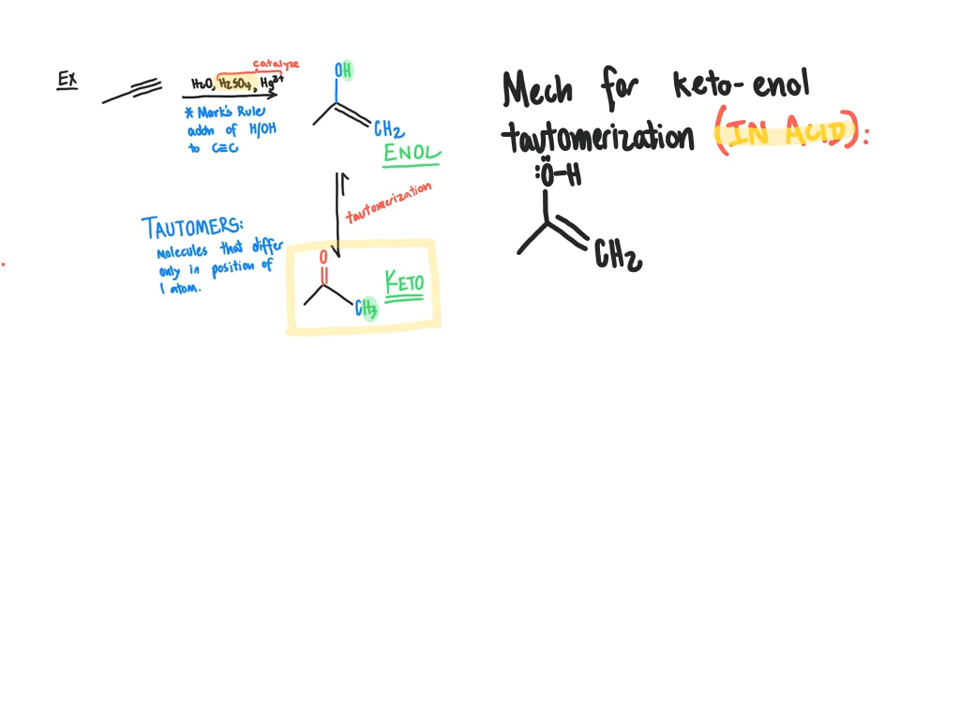 Ex
catalyze
H2O, H2SO4, Hg2+
* Mark's Rule
addn of H/OH
to C≡C
OH
CH2
ENOL
tautomerization
TAUTOMERS:
Molecules that differ
only in position of
1 atom.
O
KETO
CH3
Mech for keto-enol
tautomerization (IN ACID):
:Ö-H
CH2